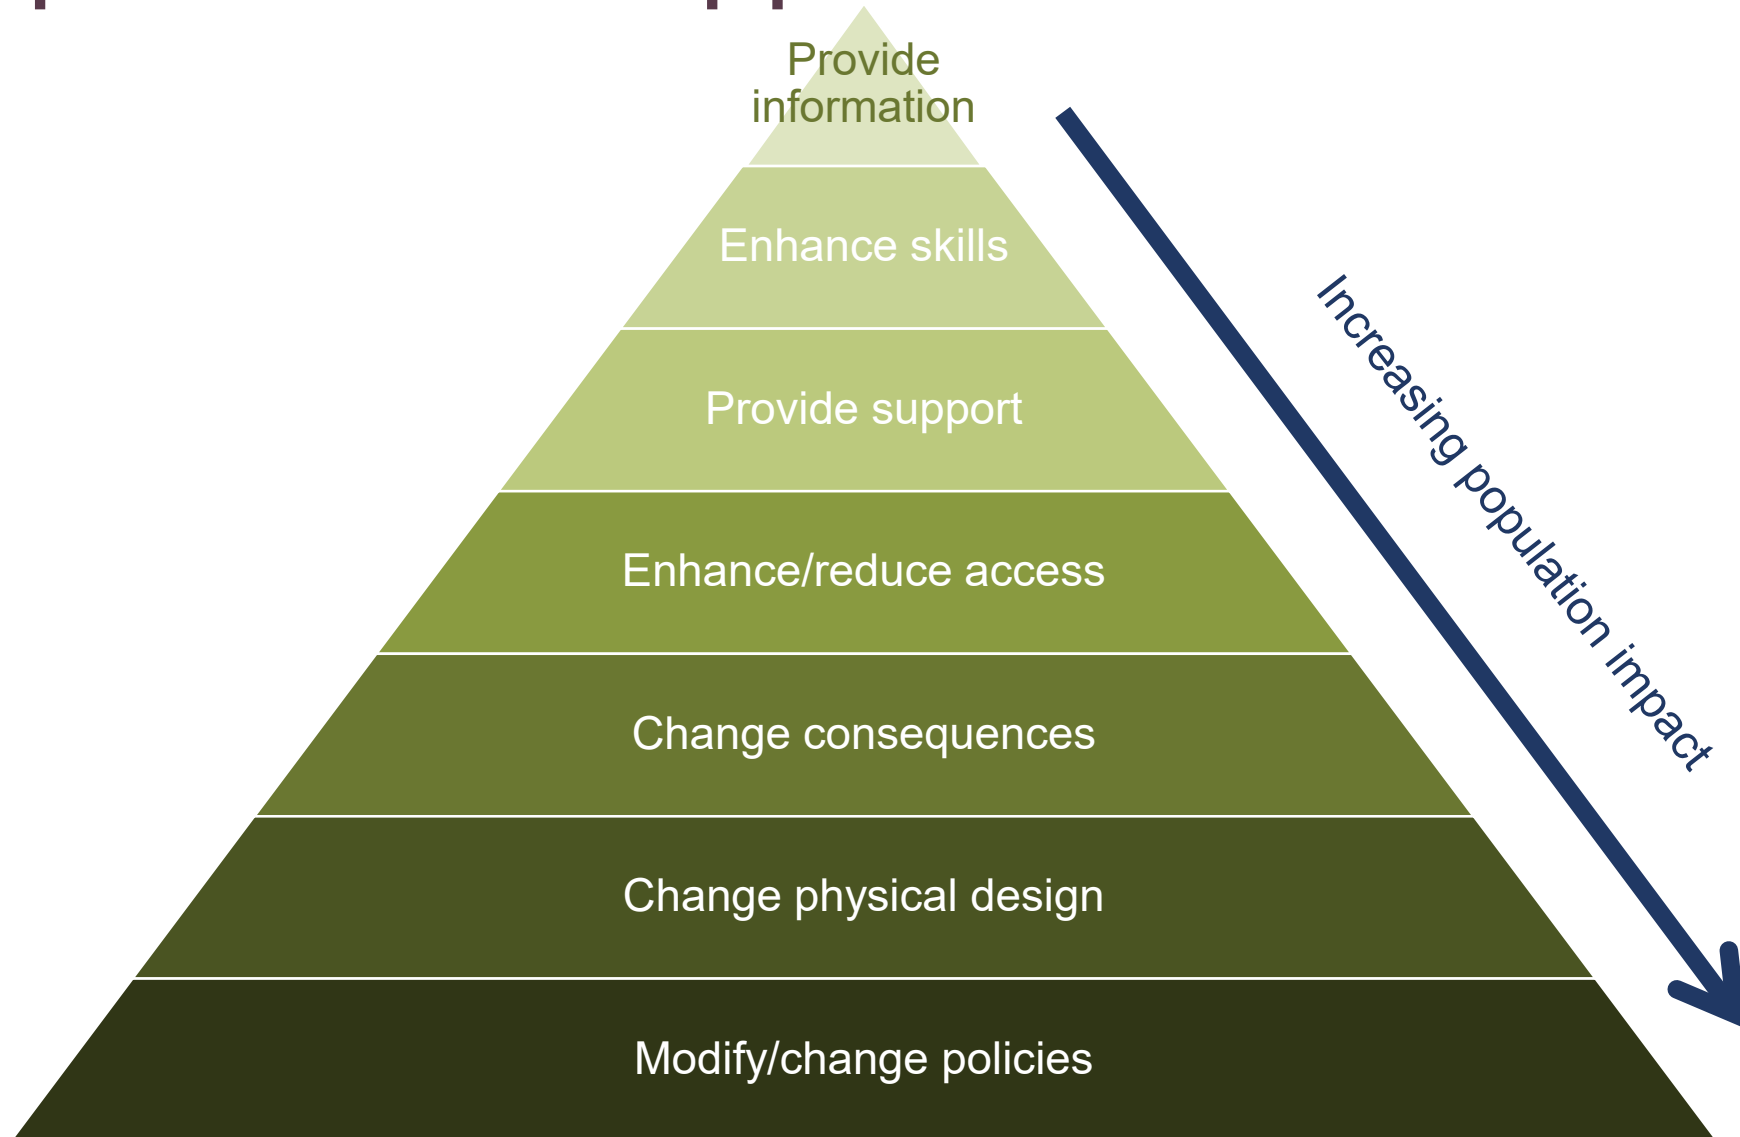 Provide
information
Enhance skills
Provide support
Enhance/reduce access
Change consequences
Change physical design
Modify/change policies
Increasing population impact